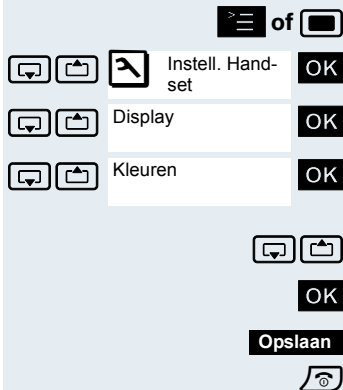 of
Instell. Hand-
set
OK
Display
OK
Kleuren
OK
OK
Opslaan